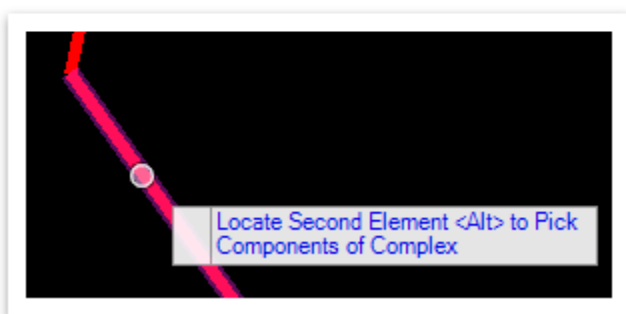 Locate Second Element <Alt> to Pick
Components of Complex